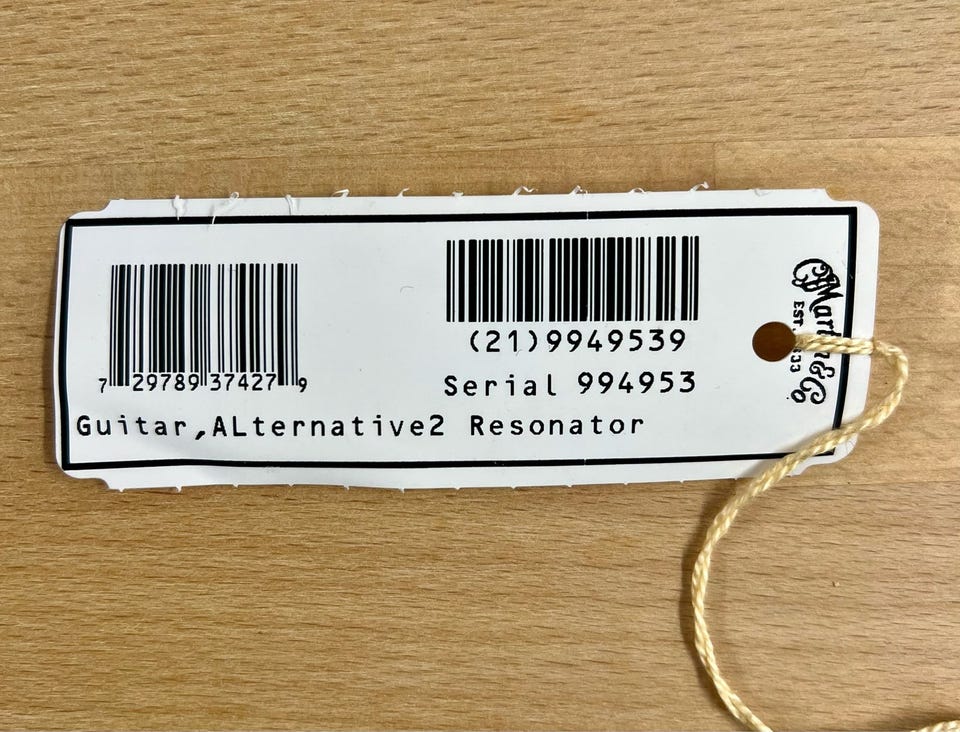 7 29789 37427 9
(21)9949539
Serial 994953
Guitar,ALternative2 Resonator